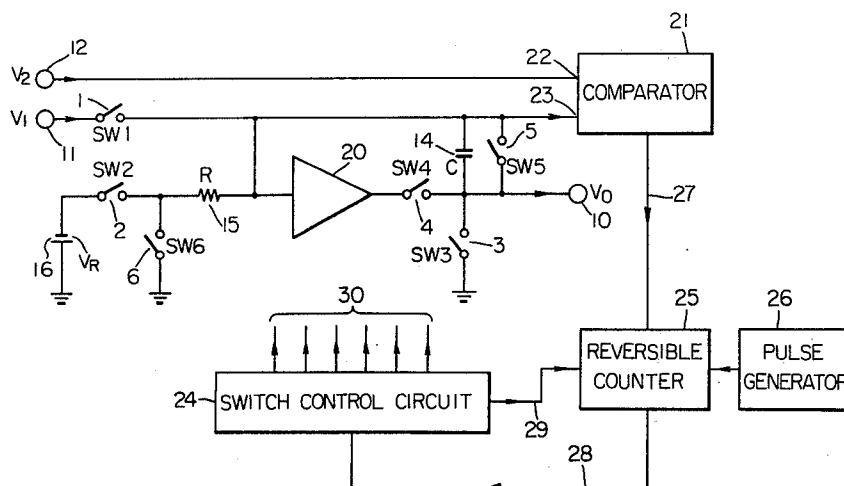 12
21
V2
22
COMPARATOR
1
V1
23
11
SW1
5
14
20
SW4
C
SW5
SW2
R
V0
10
27
2
15
4
16
VR
6
SW6
SW3
3
30
25
26
REVERSIBLE
COUNTER
PULSE
GENERATOR
24
SWITCH CONTROL CIRCUIT
29
28